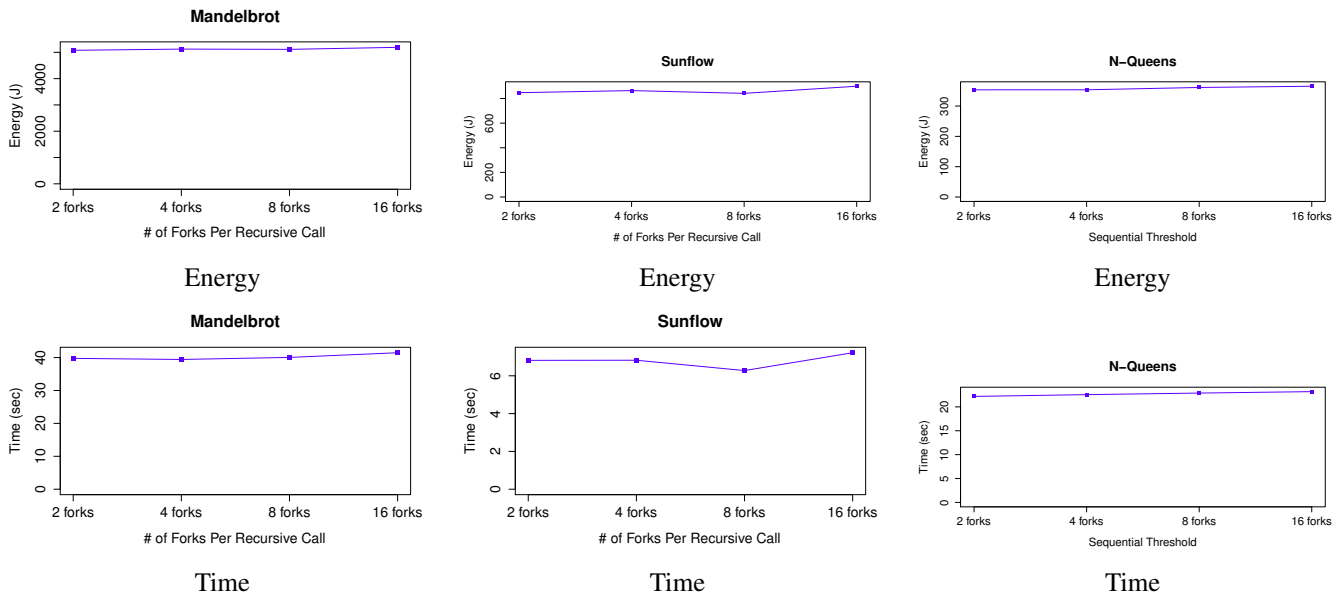 Mandelbrot
Energy (J)
4000
2000
0
2 forks 4 forks 8 forks 16 forks
# of Forks Per Recursive Call
Energy
Sunflow
Energy (J)
600
200
0
2 forks 4 forks 8 forks 16 forks
# of Forks Per Recursive Call
Energy
N-Queens
Energy (J)
300
200
100
0
2 forks 4 forks 8 forks 16 forks
Sequential Threshold
Energy
Mandelbrot
Time (sec)
40
30
20
10
0
2 forks 4 forks 8 forks 16 forks
# of Forks Per Recursive Call
Time
Sunflow
Time (sec)
6
4
2
0
2 forks 4 forks 8 forks 16 forks
# of Forks Per Recursive Call
Time
N-Queens
Time (sec)
20
15
10
5
0
2 forks 4 forks 8 forks 16 forks
Sequential Threshold
Time